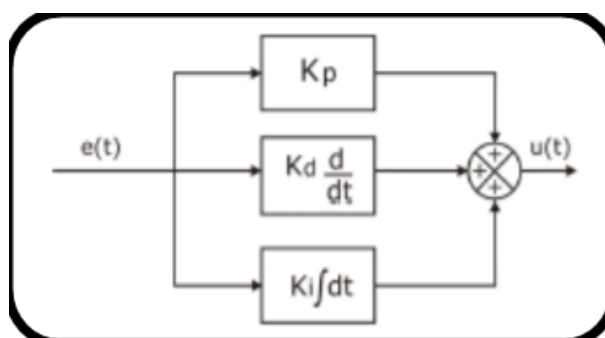 Kp
e(t)
Kd d/dt
u(t)
+
+
+
Ki∫dt